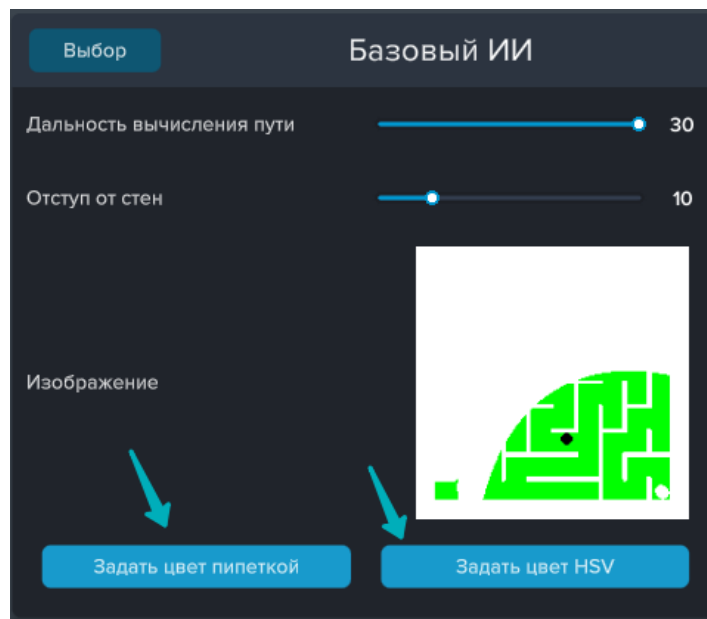 Выбор
Базовый ИИ
Дальность вычисления пути
30
Отступ от стен
10
Изображение
Задать цвет пипеткой
Задать цвет HSV